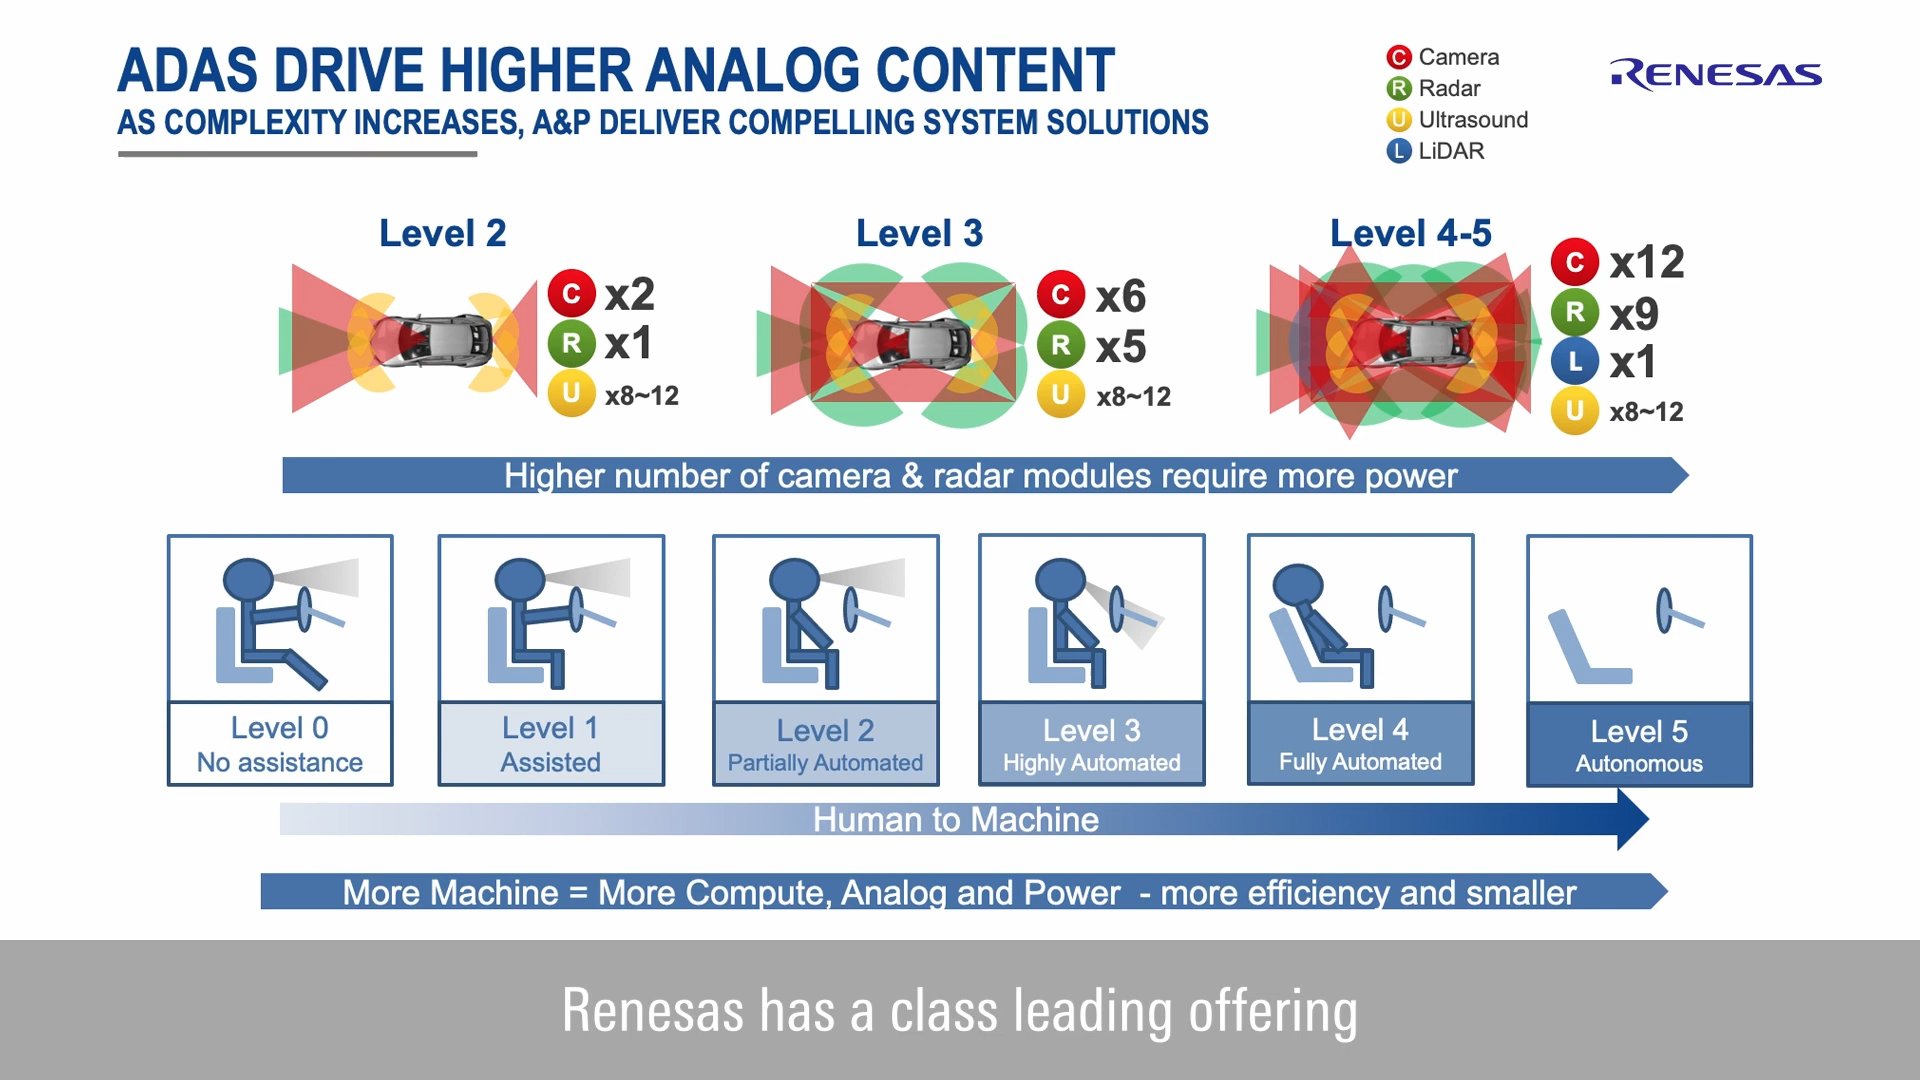 ADAS DRIVE HIGHER ANALOG CONTENT
AS COMPLEXITY INCREASES, A&P DELIVER COMPELLING SYSTEM SOLUTIONS
C Camera
R Radar
U Ultrasound
L LiDAR
RENESAS
Level 2
C x2
R x1
U x8~12
Level 3
C x6
R x5
U x8~12
Level 4-5
C x12
R x9
L x1
U x8~12
Higher number of camera & radar modules require more power
Level 0
No assistance
Level 1
Assisted
Level 2
Partially Automated
Level 3
Highly Automated
Level 4
Fully Automated
Level 5
Autonomous
Human to Machine
More Machine = More Compute, Analog and Power - more efficiency and smaller
Renesas has a class leading offering